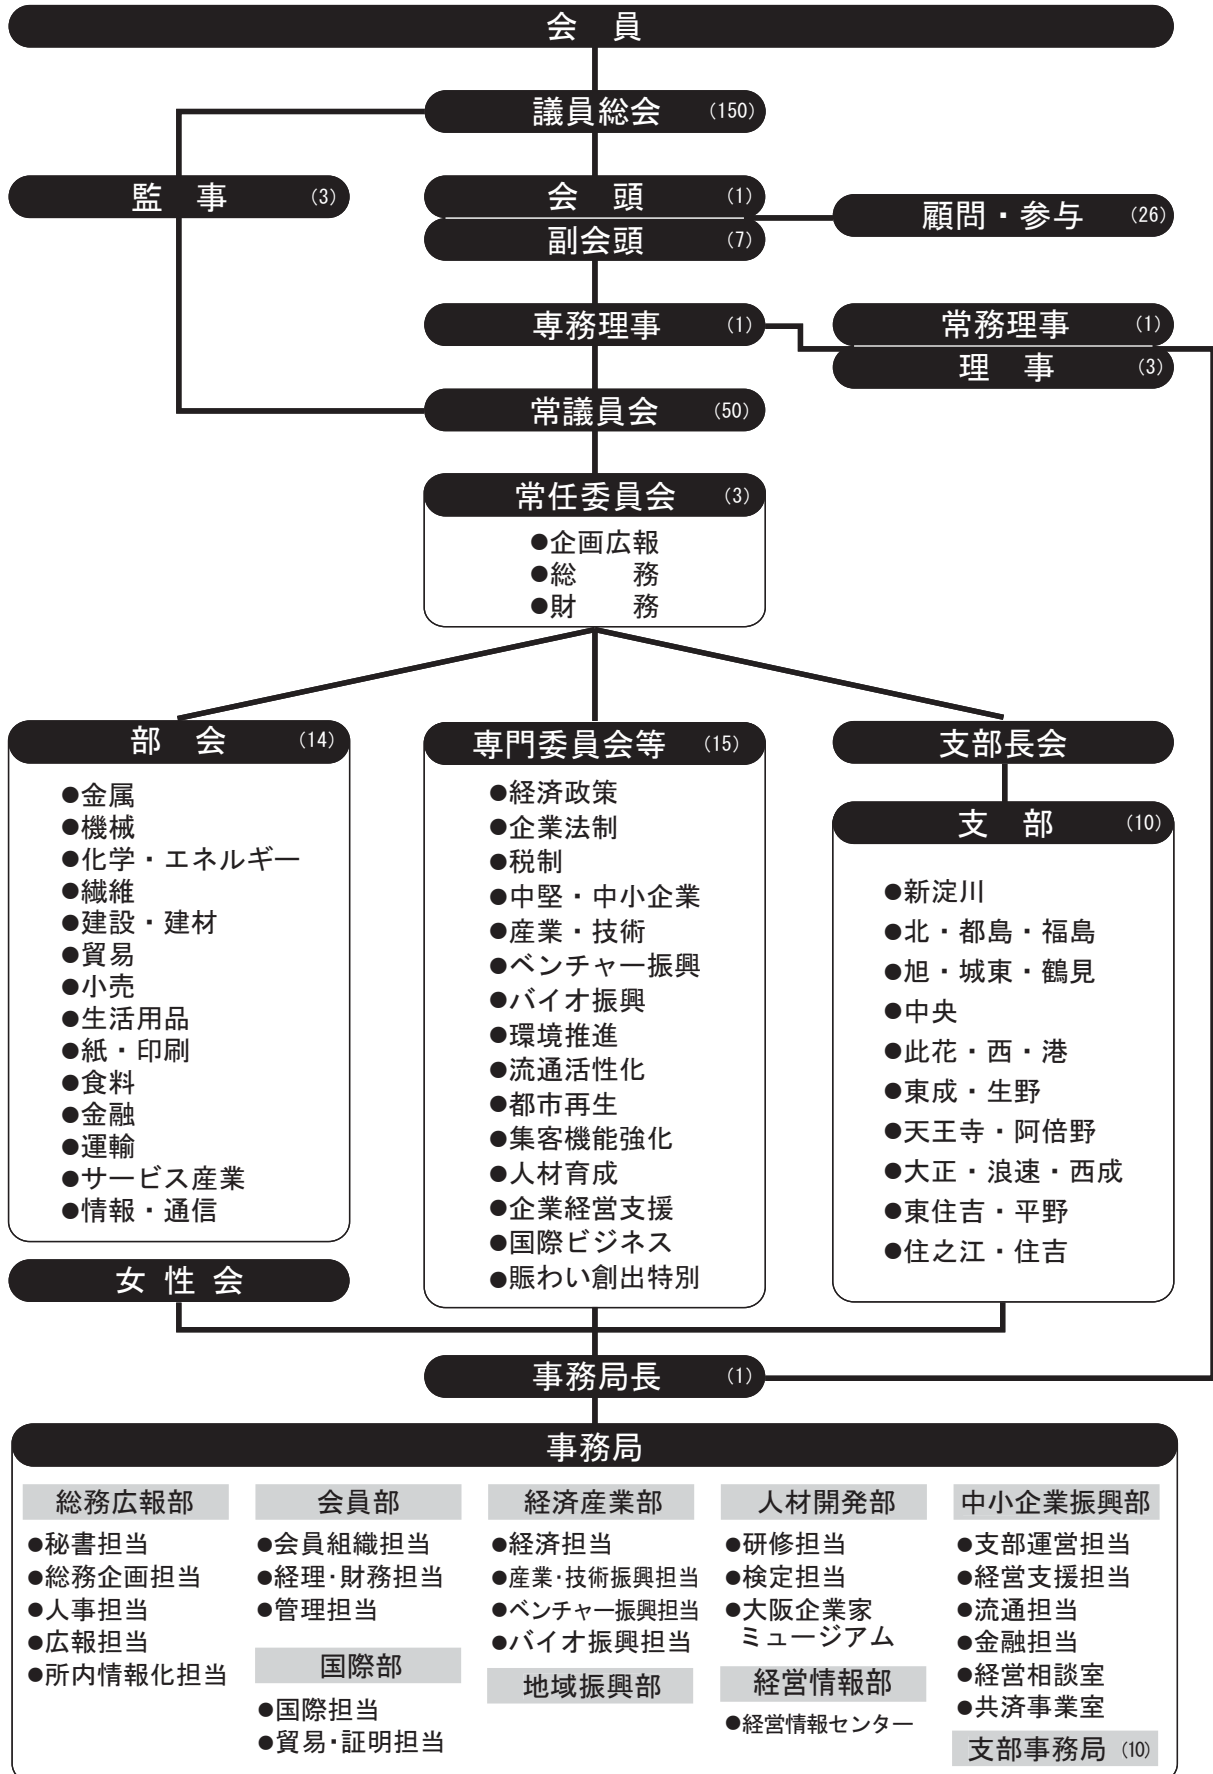 会　員
議員総会 (150)
監　事 (3)
会　頭 (1)
副会頭 (7)
顧問・参与 (26)
専務理事 (1)
常務理事 (1)
理　事 (3)
常議員会 (50)
常任委員会 (3)
●企画広報
●総　　務
●財　　務
部　会 (14)
●金属
●機械
●化学・エネルギー
●繊維
●建設・建材
●貿易
●小売
●生活用品
●紙・印刷
●食料
●金融
●運輸
●サービス産業
●情報・通信
女 性 会
専門委員会等 (15)
●経済政策
●企業法制
●税制
●中堅・中小企業
●産業・技術
●ベンチャー振興
●バイオ振興
●環境推進
●流通活性化
●都市再生
●集客機能強化
●人材育成
●企業経営支援
●国際ビジネス
●賑わい創出特別
支部長会
支　部 (10)
●新淀川
●北・都島・福島
●旭・城東・鶴見
●中央
●此花・西・港
●東成・生野
●天王寺・阿倍野
●大正・浪速・西成
●東住吉・平野
●住之江・住吉
事務局長 (1)
事務局
総務広報部
●秘書担当
●総務企画担当
●人事担当
●広報担当
●所内情報化担当
会員部
●会員組織担当
●経理・財務担当
●管理担当
国際部
●国際担当
●貿易・証明担当
経済産業部
●経済担当
●産業・技術振興担当
●ベンチャー振興担当
●バイオ振興担当
地域振興部
人材開発部
●研修担当
●検定担当
●大阪企業家
ミュージアム
経営情報部
●経営情報センター
中小企業振興部
●支部運営担当
●経営支援担当
●流通担当
●金融担当
●経営相談室
●共済事業室
支部事務局 (10)